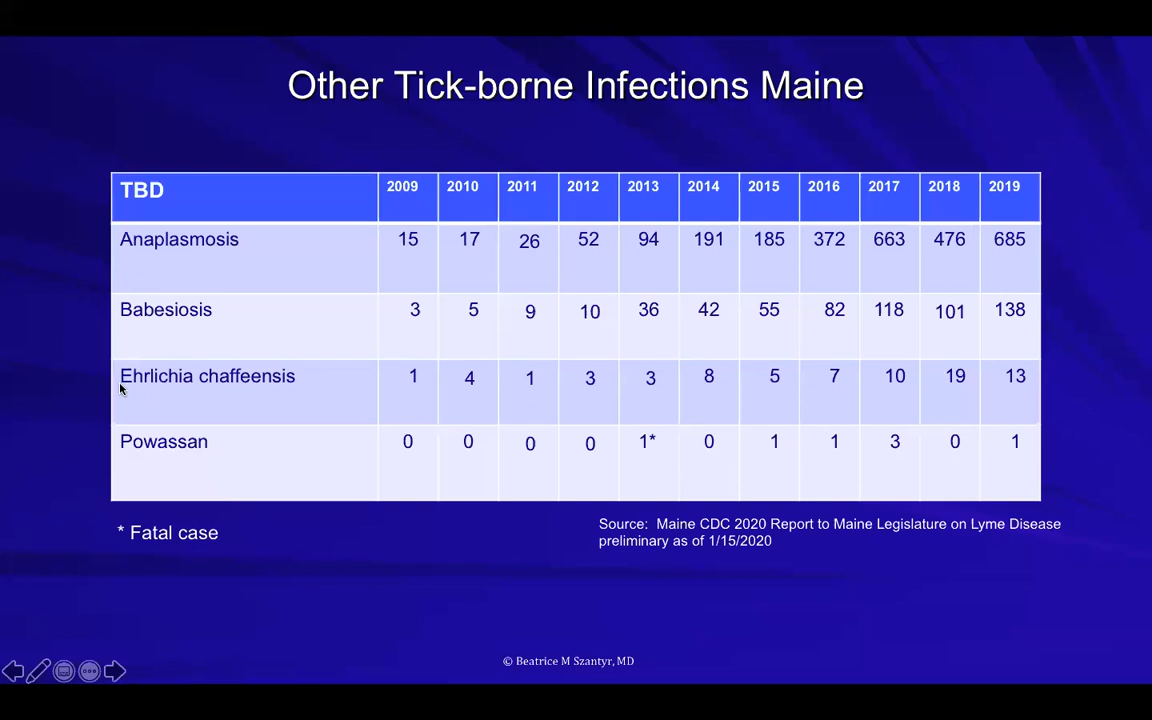 Other Tick-borne Infections Maine
TBD 2009 2010 2011 2012 2013 2014 2015 2016 2017 2018 2019
Anaplasmosis 15 17 26 52 94 191 185 372 663 476 685
Babesiosis 3 5 9 10 36 42 55 82 118 101 138
Ehrlichia chaffeensis 1 4 1 3 3 8 5 7 10 19 13
Powassan 0 0 0 0 1* 0 1 1 3 0 1
* Fatal case
Source: Maine CDC 2020 Report to Maine Legislature on Lyme Disease
preliminary as of 1/15/2020
© Beatrice M Szantyr, MD